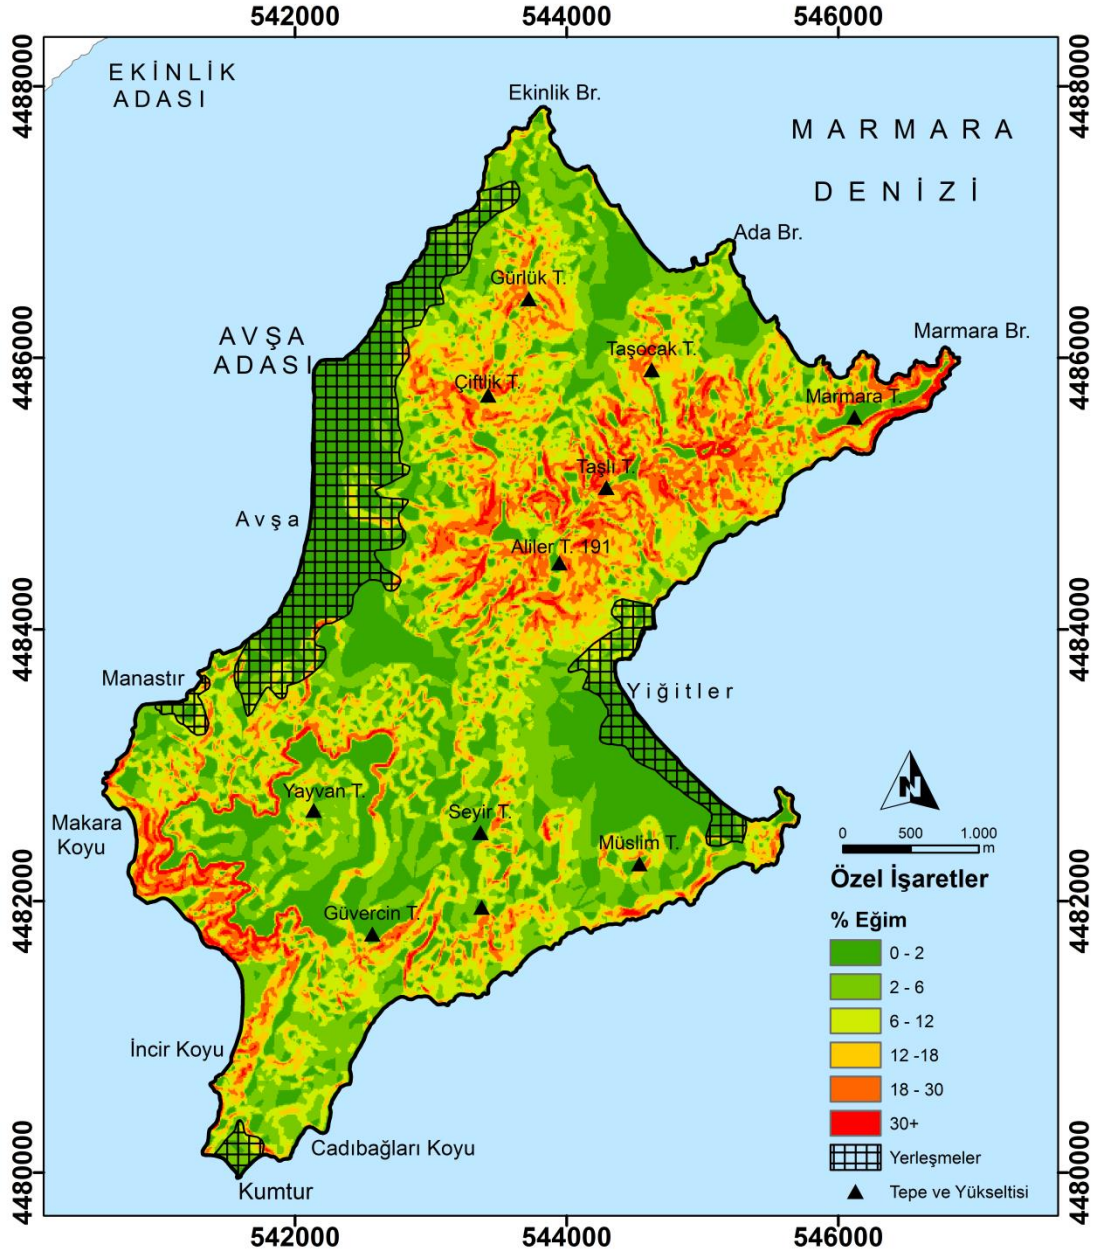 542000
544000
546000
4488000
4488000
EKİNLİK
ADASI
Ekinlik Br.
MARMARA
DENİZİ
Ada Br.
Gürlük T.
AVŞA
ADASI
4486000
4486000
Marmara Br.
Taşocak T.
Çiftlik T.
Marmara T.
Taşlı T.
Avşa
Aliler T. 191
4484000
4484000
Manastır
Yiğitler
Yayvan T.
Seyir T.
Makara
Koyu
Müslim T.
N
0 500 1.000
m
Özel İşaretler
4482000
4482000
Güvercin T.
% Eğim
0 - 2
2 - 6
6 - 12
12 -18
18 - 30
30+
Yerleşmeler
Tepe ve Yükseltisi
İncir Koyu
Cadıbağları Koyu
Kumtur
4480000
4480000
542000
544000
546000